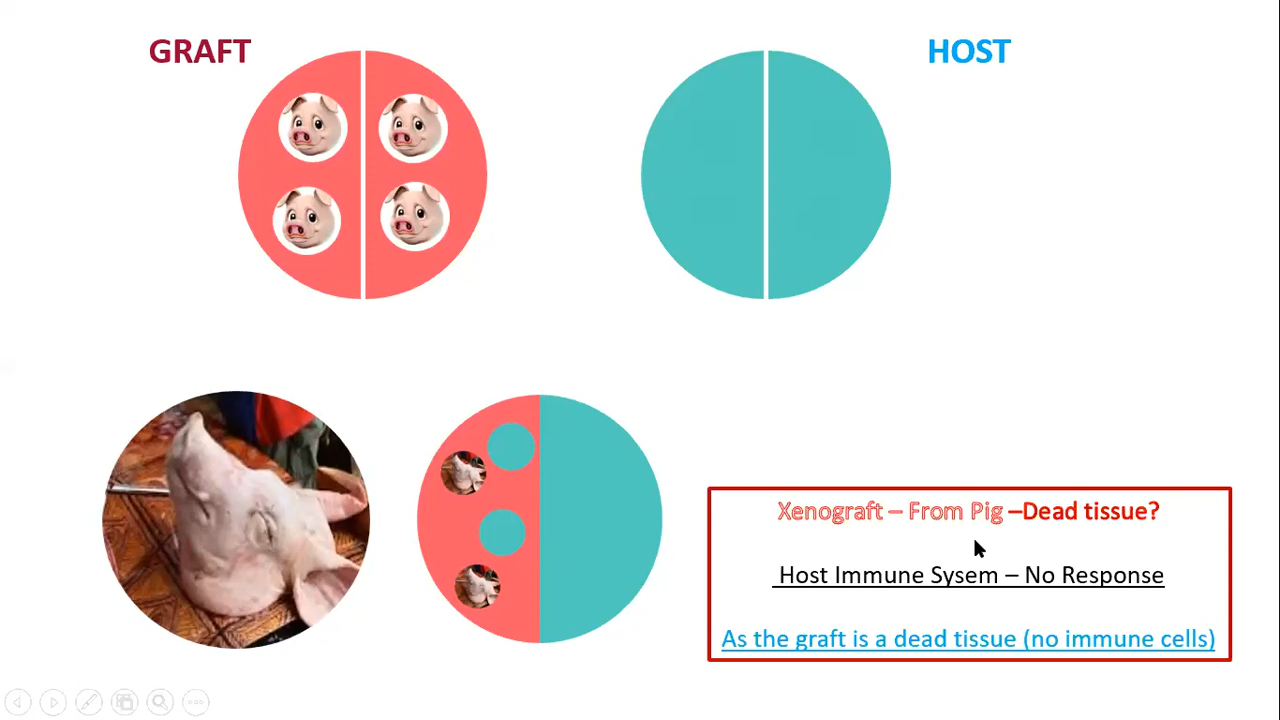 GRAFT
HOST
Xenograft – From Pig –Dead tissue?
Host Immune Sysem – No Response
As the graft is a dead tissue (no immune cells)